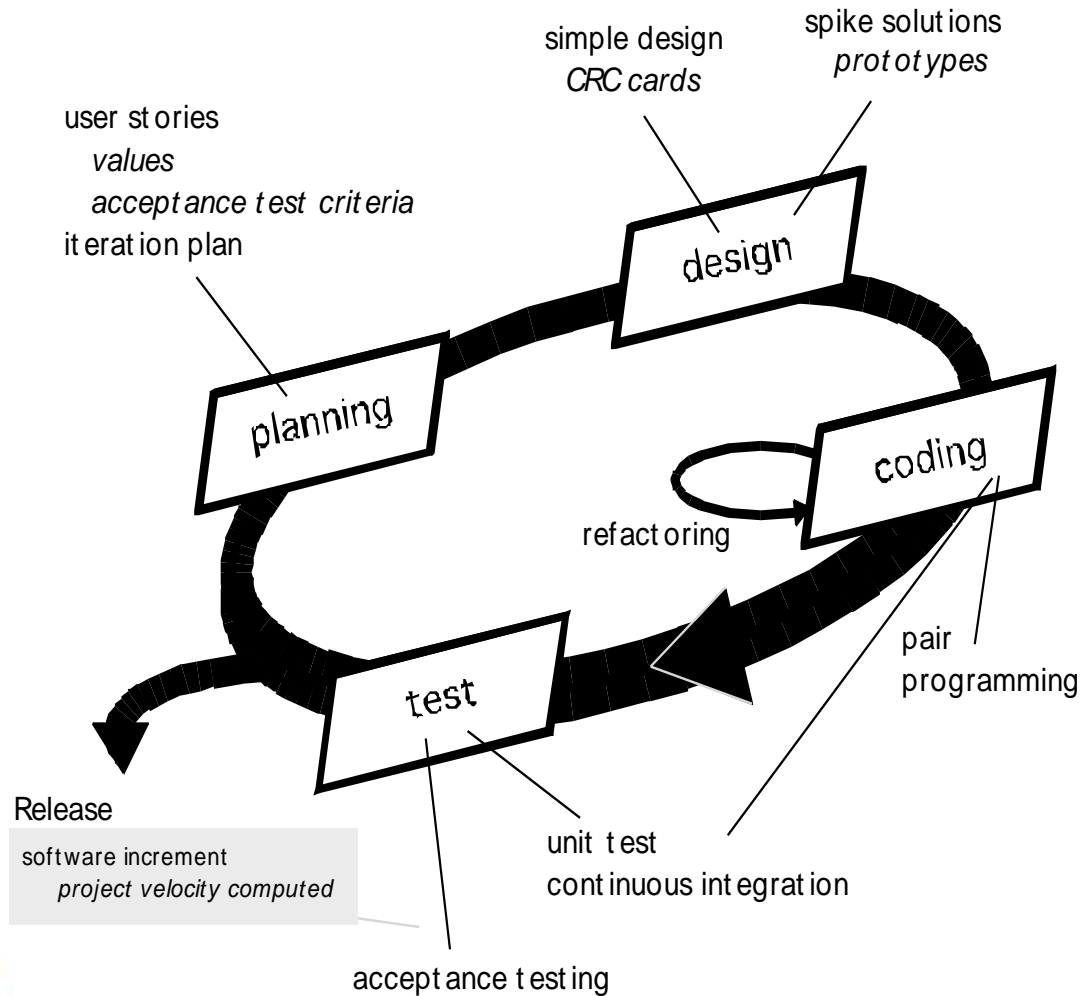 spike solutions
prototypes
simple design
CRC cards
user stories
values
acceptance test criteria
iteration plan
design
planning
coding
refactoring
pair
programming
test
Release
software increment
project velocity computed
unit test
continuous integration
acceptance testing